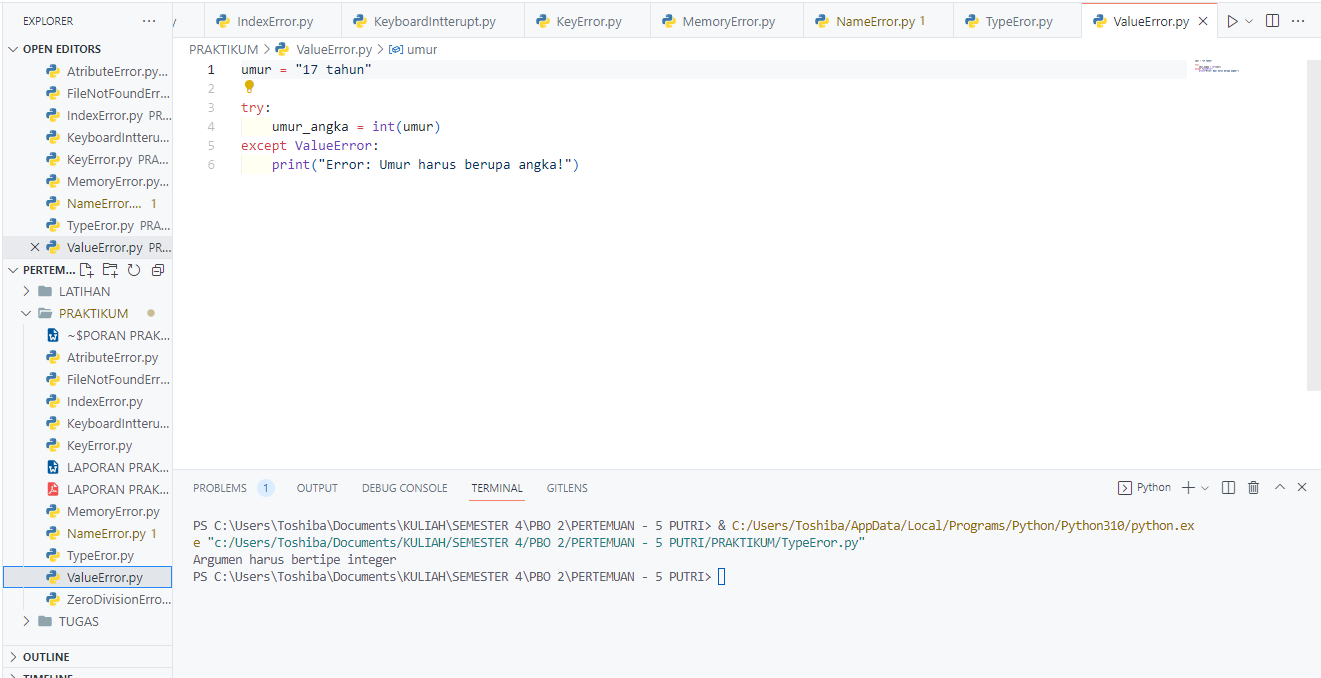 EXPLORER
IndexError.py
KeyboardIntterupt.py
KeyError.py
MemoryError.py
NameError.py 1
TypeEror.py
ValueError.py
OPEN EDITORS
AtributeError.py...
FileNotFoundErr...
IndexError.py PR...
KeyboardIntteru...
KeyError.py PRA...
MemoryError.py...
NameError.... 1
TypeEror.py PRA...
ValueError.py PR...
PERTEM...
LATIHAN
PRAKTIKUM
~$PORAN PRAK...
AtributeError.py
FileNotFoundErr...
IndexError.py
KeyboardIntteru...
KeyError.py
LAPORAN PRAK...
LAPORAN PRAK...
MemoryError.py
NameError.py 1
TypeEror.py
ValueError.py
ZeroDivisionErro...
TUGAS
OUTLINE
TIMELINE
PRAKTIKUM > ValueError.py > umur
1 umur = "17 tahun"
2
3 try:
4 umur_angka = int(umur)
5 except ValueError:
6 print("Error: Umur harus berupa angka!")
PROBLEMS 1 OUTPUT DEBUG CONSOLE TERMINAL GITLENS
Python
PS C:\Users\Toshiba\Documents\KULIAH\SEMESTER 4\PBO 2\PERTEMUAN - 5 PUTRI> & C:/Users/Toshiba/AppData/Local/Programs/Python/Python310/python.ex
e "c:/Users/Toshiba/Documents/KULIAH/SEMESTER 4/PBO 2/PERTEMUAN - 5 PUTRI/PRAKTIKUM/TypeEror.py"
Argumen harus bertipe integer
PS C:\Users\Toshiba\Documents\KULIAH\SEMESTER 4\PBO 2\PERTEMUAN - 5 PUTRI>